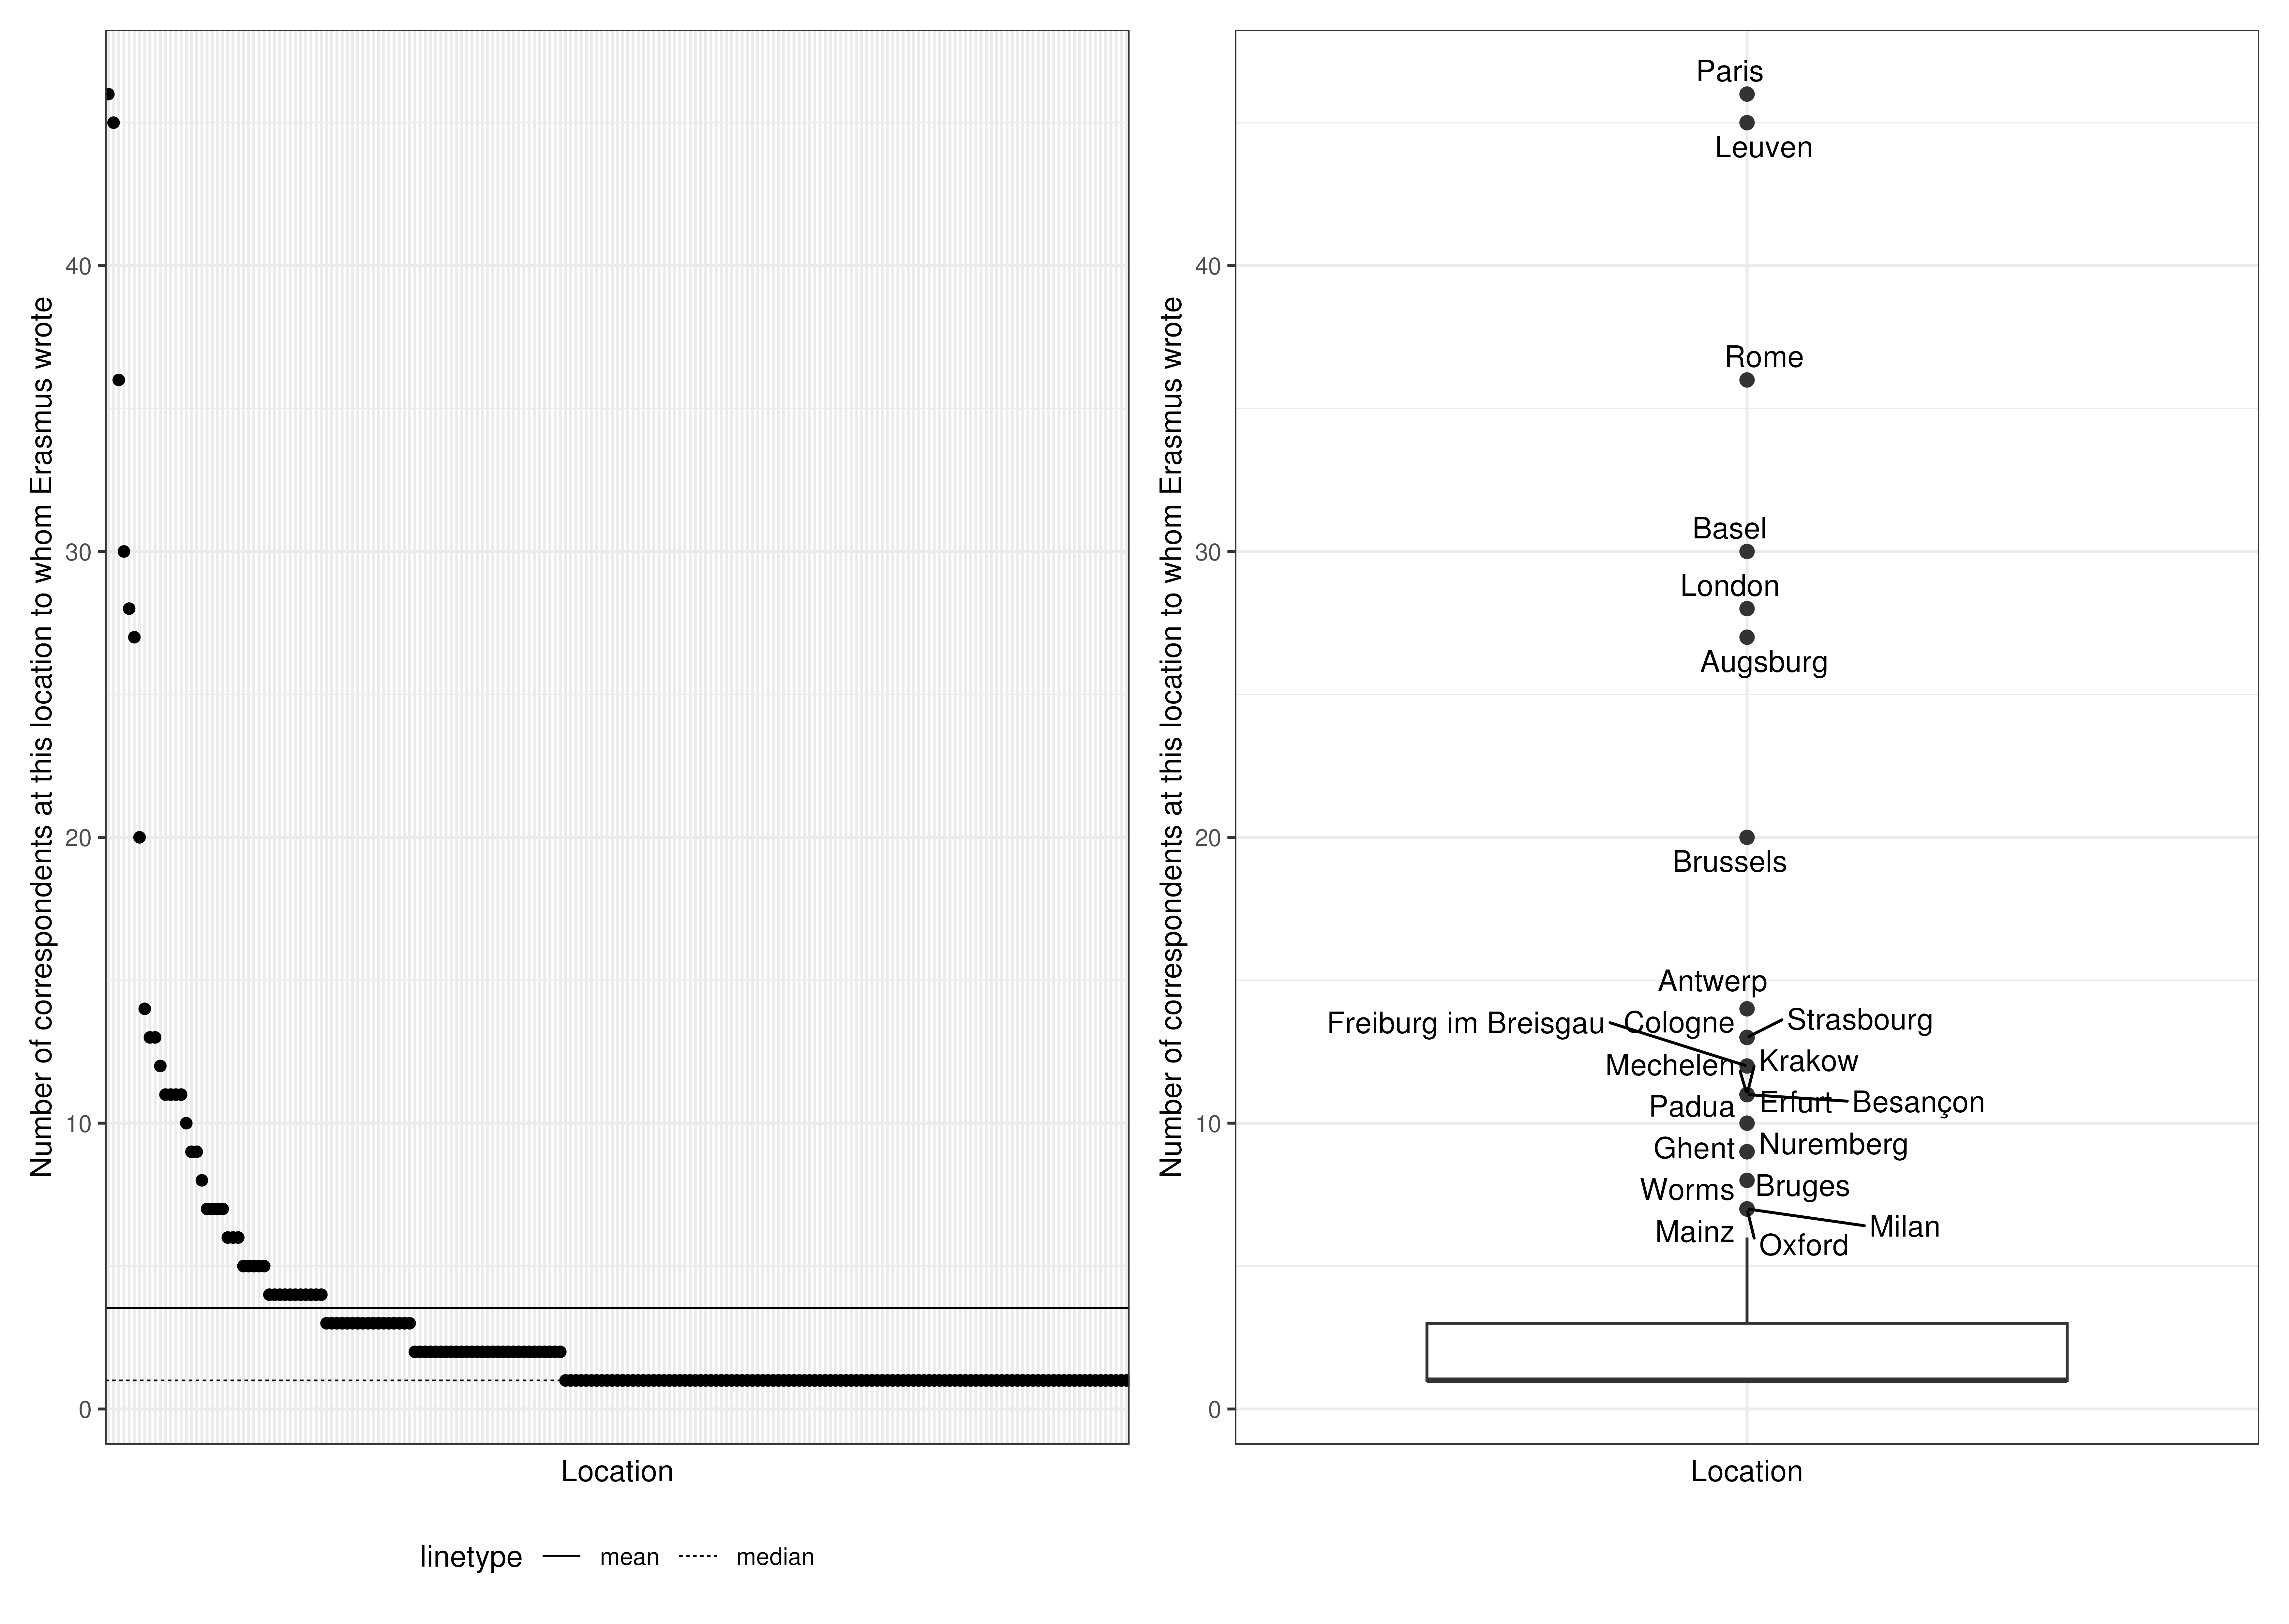 Number of correspondents at this location to whom Erasmus wrote
40
30
20
10
0
Location
linetype mean median
Number of correspondents at this location to whom Erasmus wrote
40
30
20
10
0
Paris
Leuven
Rome
Basel
London
Augsburg
Brussels
Antwerp
Freiburg im Breisgau Cologne Strasbourg
Mechelen Krakow
Padua Erfurt Besançon
Ghent Nuremberg
Worms Bruges
Mainz Milan
Oxford
Location